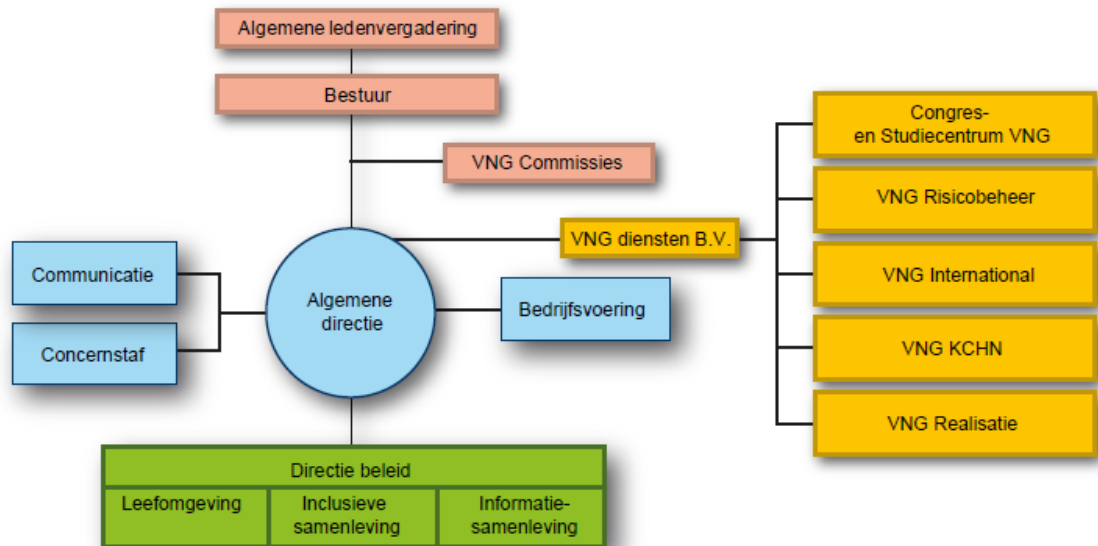 Algemene ledenvergadering
Bestuur
VNG Commissies
Congres-
en Studiecentrum VNG
VNG Risicobeheer
VNG diensten B.V.
VNG International
VNG KCHN
VNG Realisatie
Communicatie
Concernstaf
Algemene
directie
Bedrijfsvoering
Directie beleid
Leefomgeving
Inclusieve
samenleving
Informatie-
samenleving